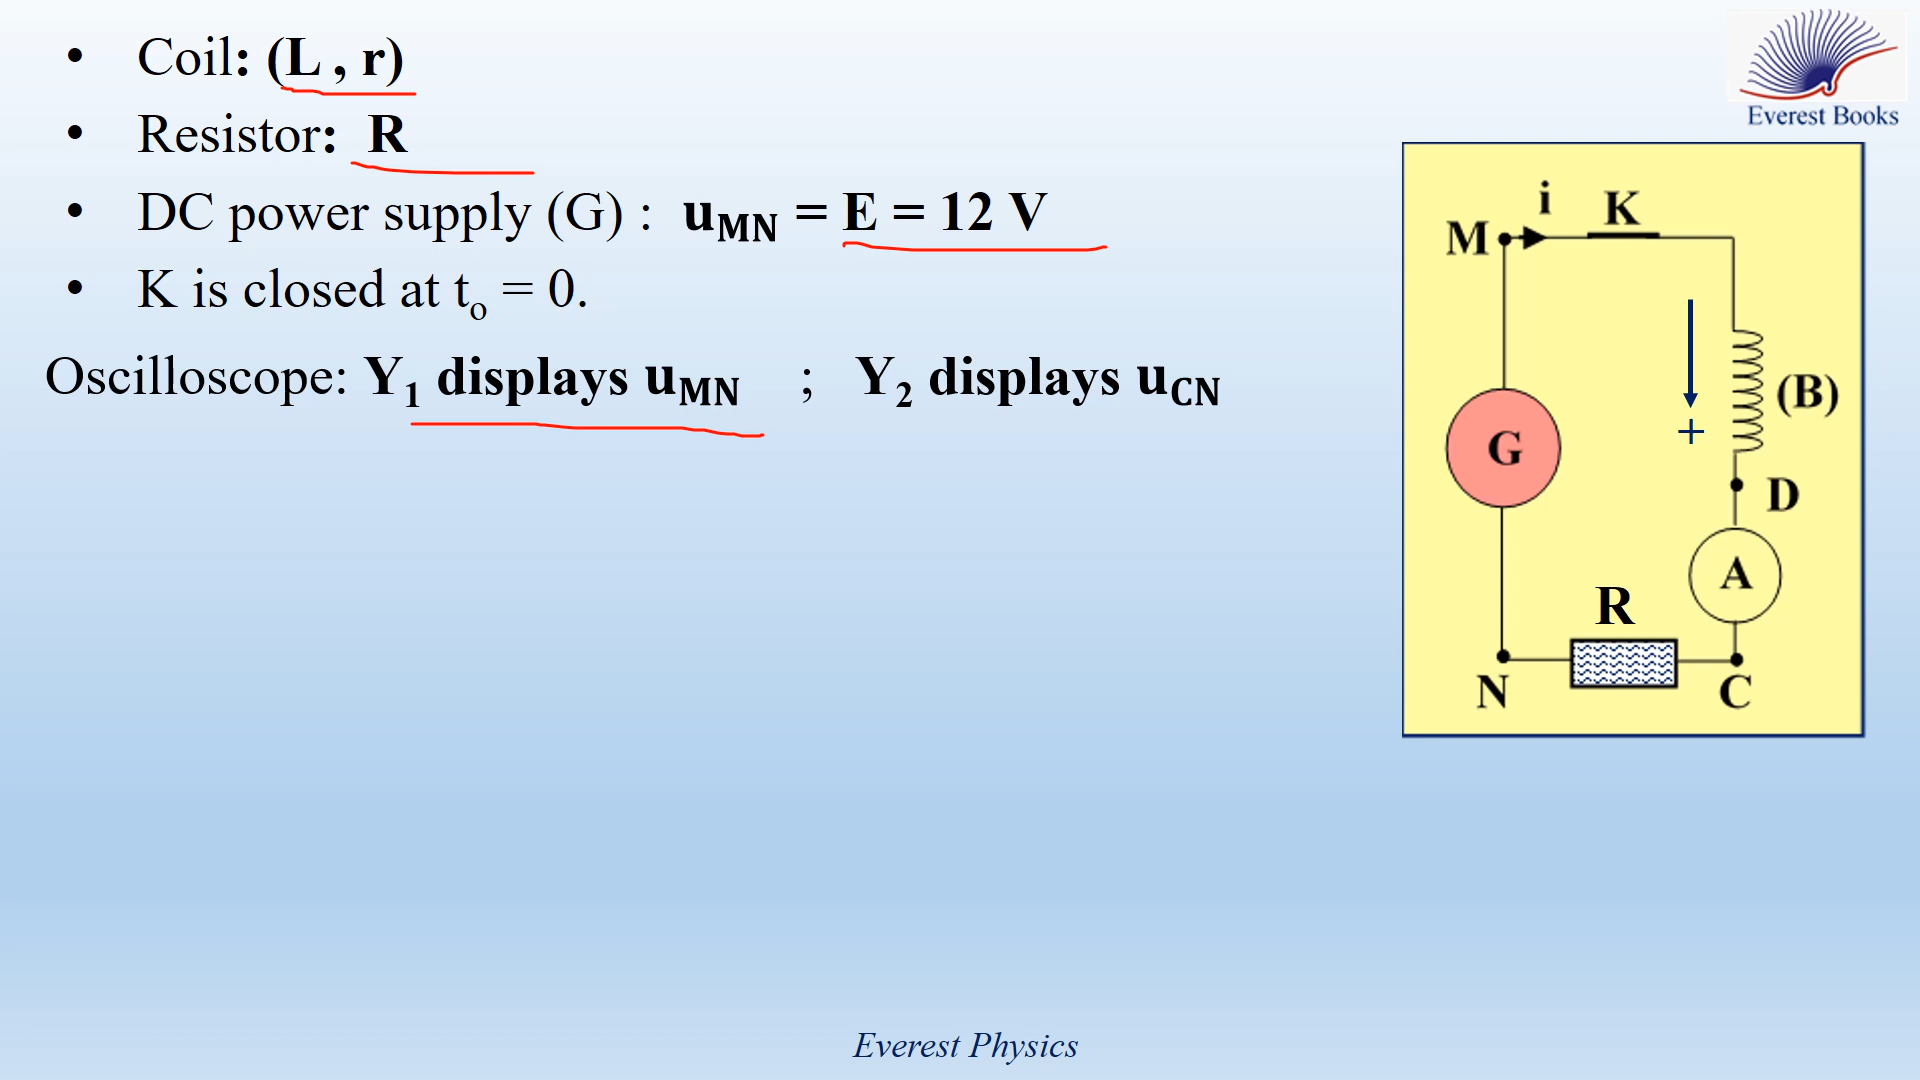 • Coil: (L , r)
• Resistor: R
• DC power supply (G) : uMN = E = 12 V
• K is closed at to = 0.
Oscilloscope: Y1 displays uMN ; Y2 displays uCN
Everest Books
i
K
M
(B)
+
G
D
A
R
N
C
Everest Physics